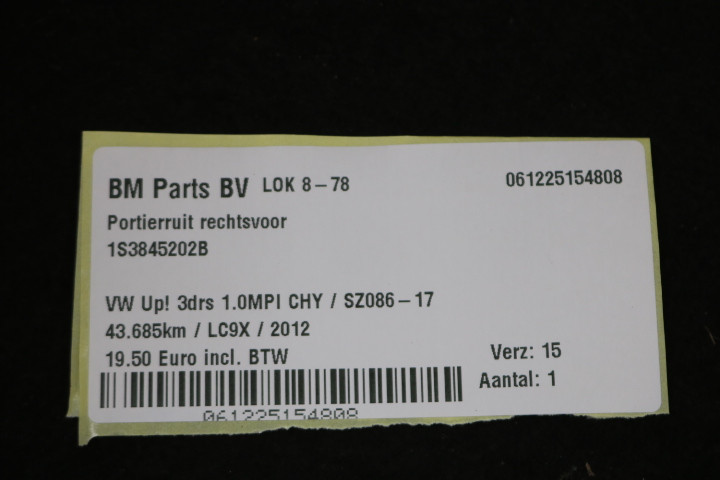 BM Parts BV LOK 8-78 061225154808
Portierruit rechtsvoor
1S3845202B
VW Up! 3drs 1.0MPI CHY / SZ086-17
43.685km / LC9X / 2012
19.50 Euro incl. BTW Verz: 15
Aantal: 1
061225154808